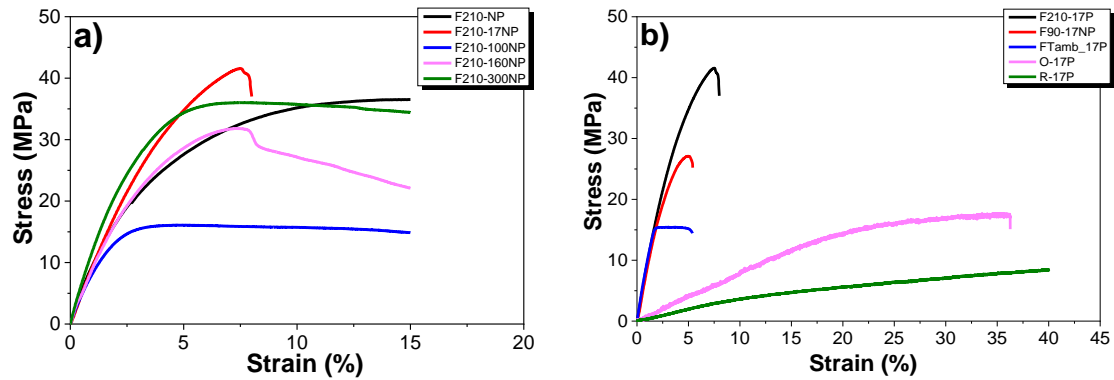 a)
F210-NP
F210-17NP
F210-100NP
F210-160NP
F210-300NP
50
40
30
20
10
0
Stress (MPa)
0 5 10 15 20
Strain (%)
b)
F210-17P
F90-17NP
FTamb_17P
O-17P
R-17P
50
40
30
20
10
0
Stress (MPa)
0 5 10 15 20 25 30 35 40 45
Strain (%)